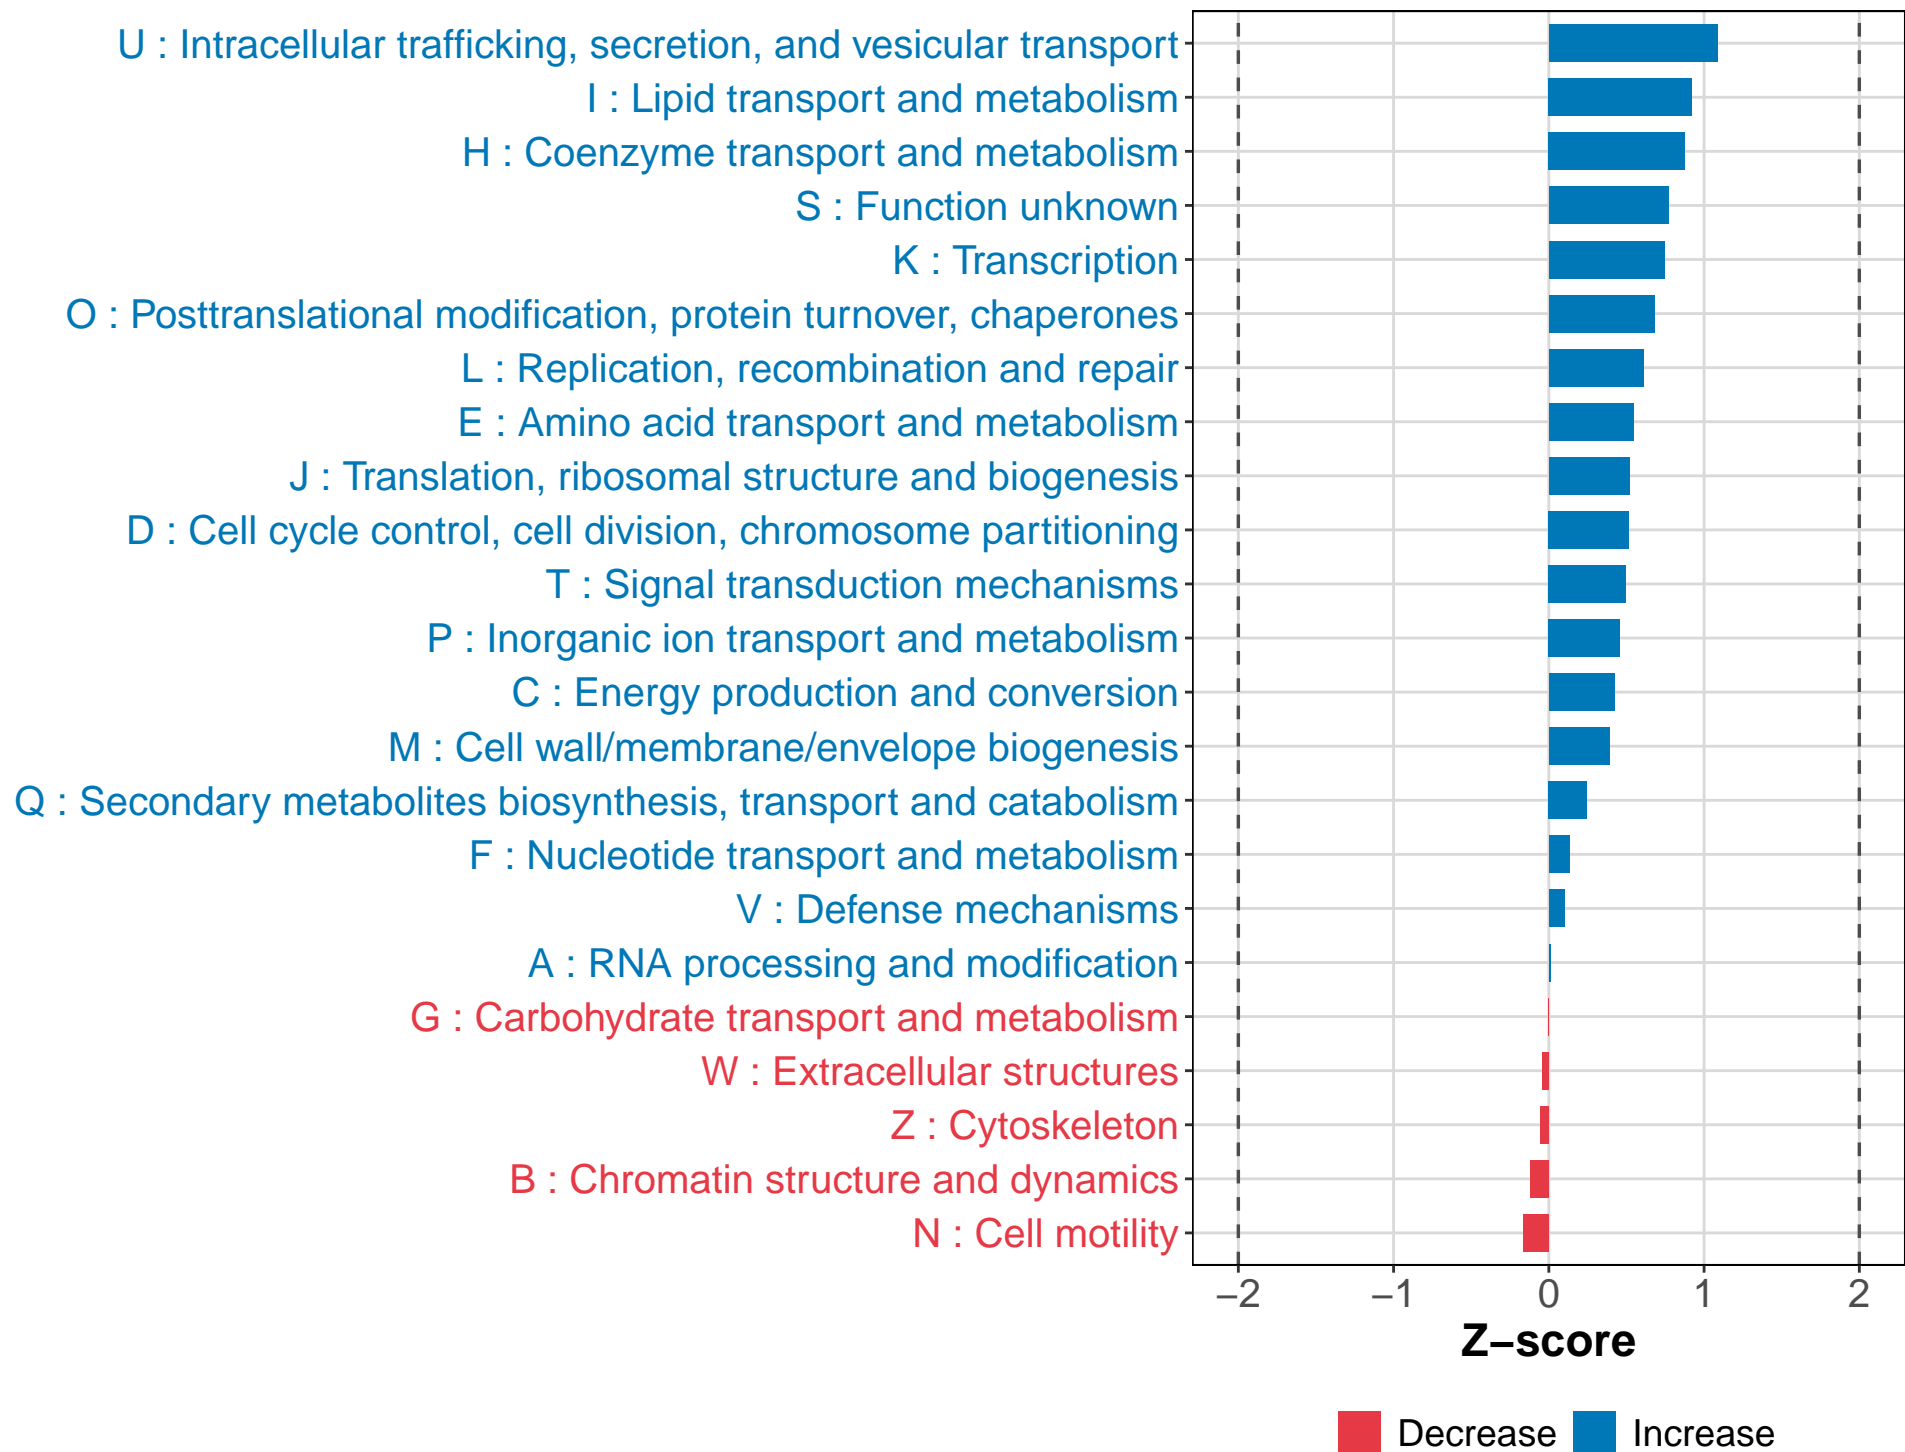 U : Intracellular trafficking, secretion, and vesicular transport
I : Lipid transport and metabolism
H : Coenzyme transport and metabolism
S : Function unknown
K : Transcription
O : Posttranslational modification, protein turnover, chaperones
L : Replication, recombination and repair
E : Amino acid transport and metabolism
J : Translation, ribosomal structure and biogenesis
D : Cell cycle control, cell division, chromosome partitioning
T : Signal transduction mechanisms
P : Inorganic ion transport and metabolism
C : Energy production and conversion
M : Cell wall/membrane/envelope biogenesis
Q : Secondary metabolites biosynthesis, transport and catabolism
F : Nucleotide transport and metabolism
V : Defense mechanisms
A : RNA processing and modification
G : Carbohydrate transport and metabolism
W : Extracellular structures
Z : Cytoskeleton
B : Chromatin structure and dynamics
N : Cell motility
−2 −1 0 1 2
Z−score
Decrease Increase